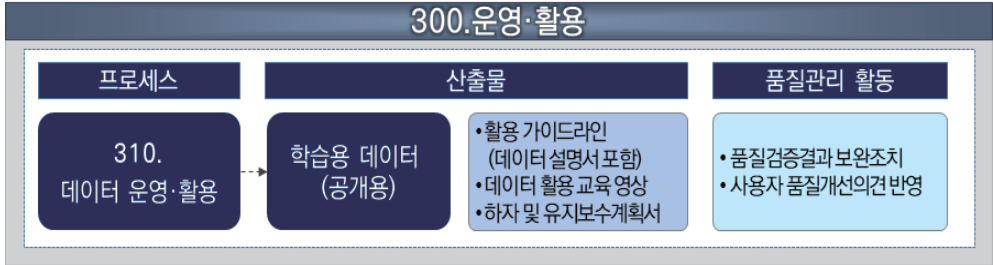 300.운영·활용
프로세스
산출물
품질관리 활동
310.
데이터 운영·활용
학습용 데이터
(공개용)
• 활용 가이드라인
(데이터 설명서 포함)
• 데이터 활용 교육 영상
• 하자 및 유지보수계획서
• 품질검증결과 보완조치
• 사용자 품질개선의견 반영